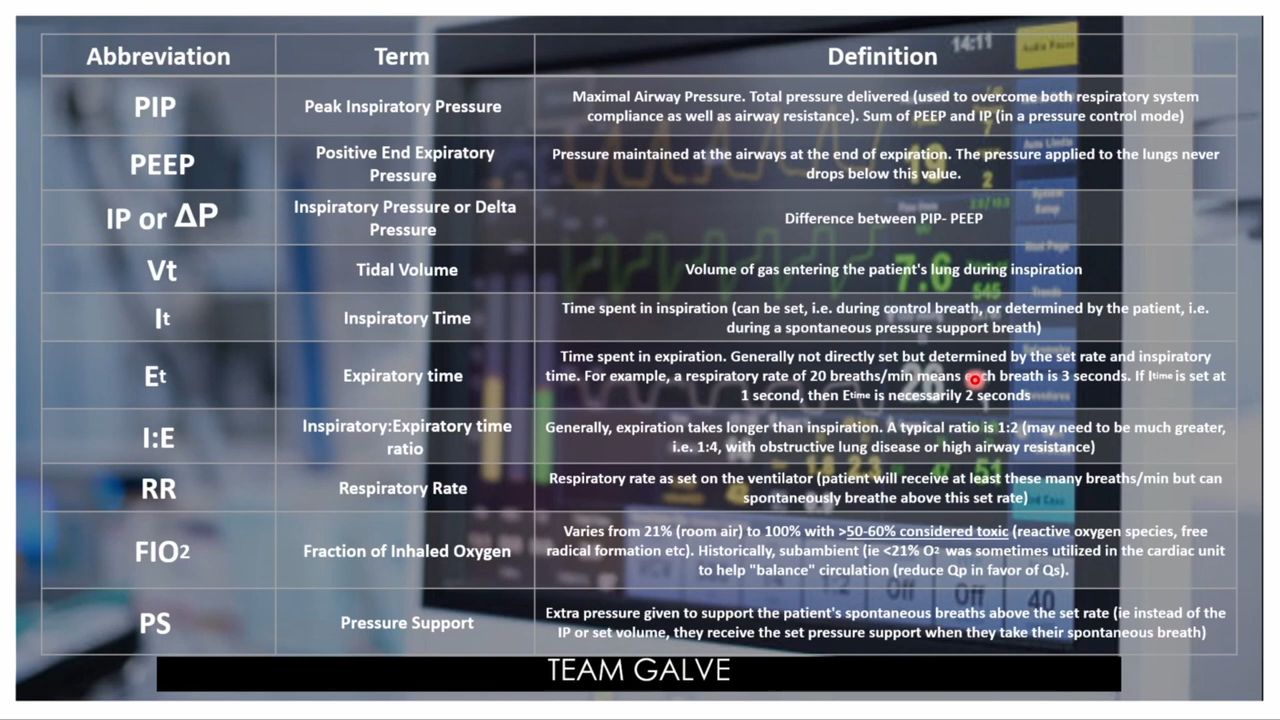 Abbreviation
Term
Definition
14:11
PIP
Peak Inspiratory Pressure
Maximal Airway Pressure. Total pressure delivered (used to overcome both respiratory system
compliance as well as airway resistance). Sum of PEEP and IP (in a pressure control mode)
PEEP
Positive End Expiratory
Pressure
Pressure maintained at the airways at the end of expiration. The pressure applied to the lungs never
drops below this value.
IP or ΔP
Inspiratory Pressure or Delta
Pressure
Difference between PIP- PEEP
Vt
Tidal Volume
Volume of gas entering the patient's lung during inspiration
It
Inspiratory Time
Time spent in inspiration (can be set, i.e. during control breath, or determined by the patient, i.e.
during a spontaneous pressure support breath)
Et
Expiratory time
Time spent in expiration. Generally not directly set but determined by the set rate and inspiratory
time. For example, a respiratory rate of 20 breaths/min means each breath is 3 seconds. If Itime is set at
1 second, then Etime is necessarily 2 seconds
I:E
Inspiratory:Expiratory time
ratio
Generally, expiration takes longer than inspiration. A typical ratio is 1:2 (may need to be much greater,
i.e. 1:4, with obstructive lung disease or high airway resistance)
RR
Respiratory Rate
Respiratory rate as set on the ventilator (patient will receive at least these many breaths/min but can
spontaneously breathe above this set rate)
FIO2
Fraction of Inhaled Oxygen
Varies from 21% (room air) to 100% with >50-60% considered toxic (reactive oxygen species, free
radical formation etc). Historically, subambient (ie <21% O2 was sometimes utilized in the cardiac unit
to help "balance" circulation (reduce Qp in favor of Qs).
PS
Pressure Support
Extra pressure given to support the patient's spontaneous breaths above the set rate (ie instead of the
IP or set volume, they receive the set pressure support when they take their spontaneous breath)
7.6
545
Off
Off
40
TEAM GALVE